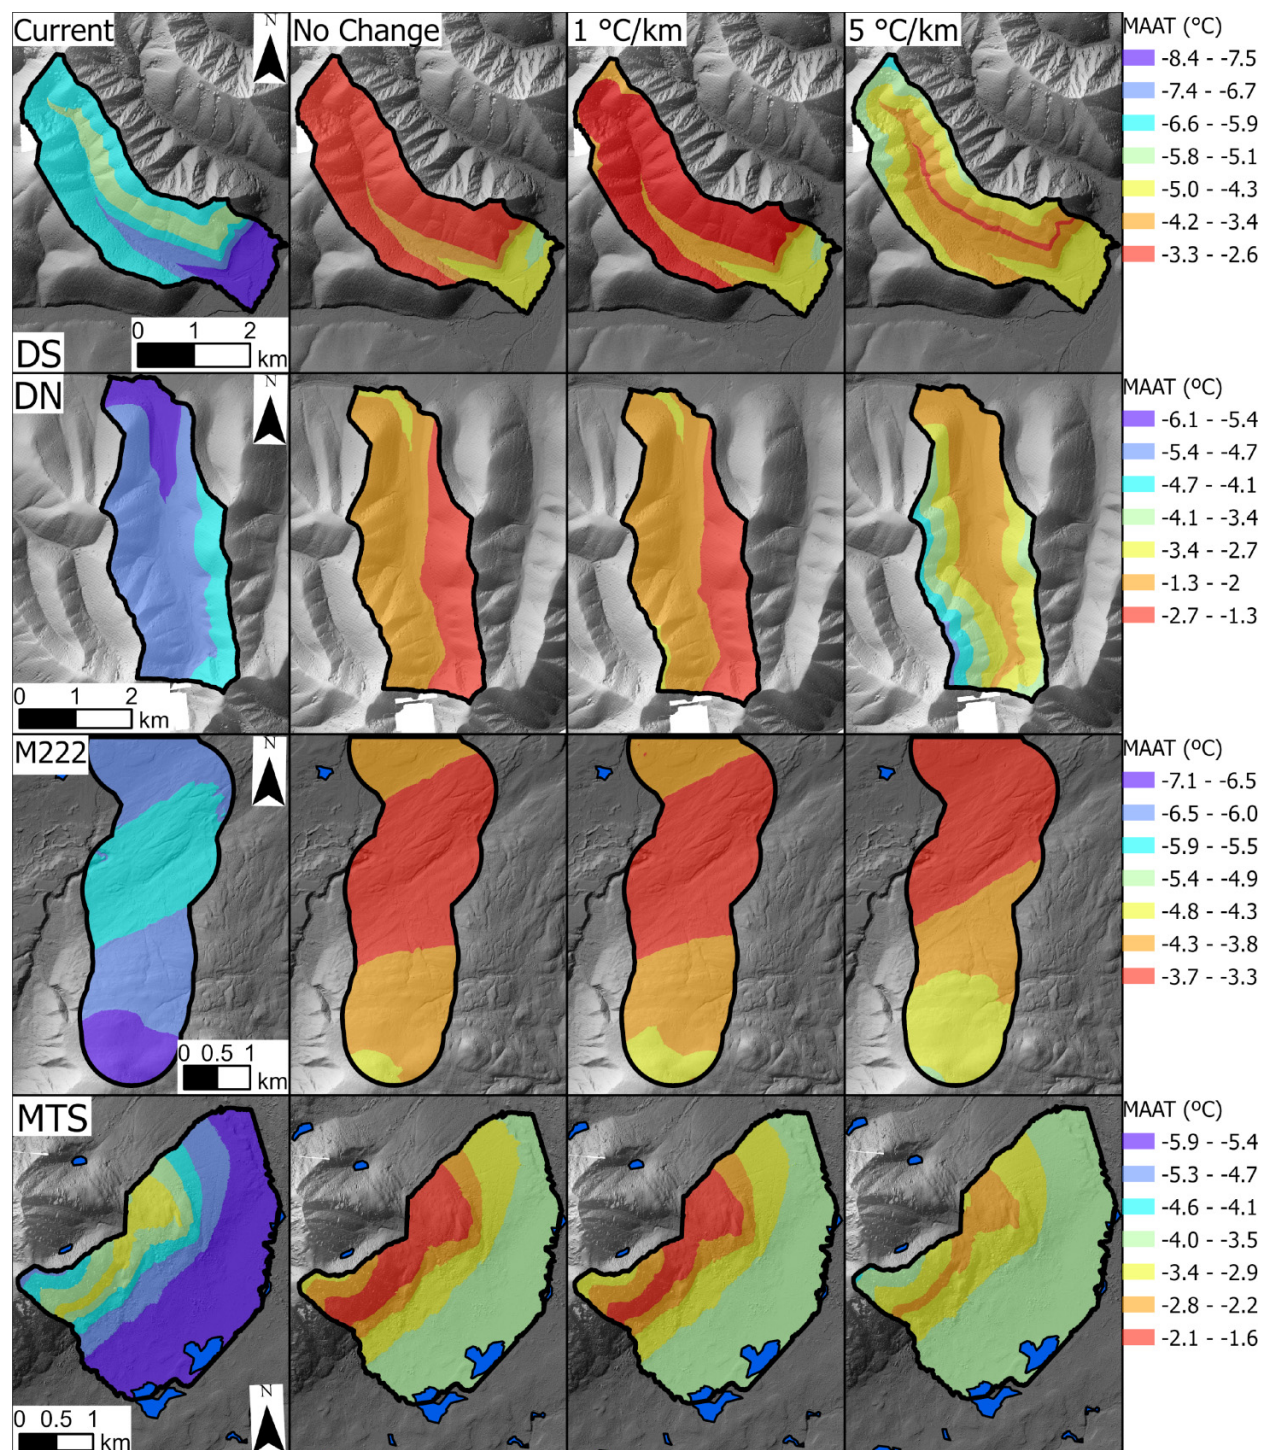 Current
N
No Change
1 °C/km
5 °C/km
MAAT (°C)
-8.4 - -7.5
-7.4 - -6.7
-6.6 - -5.9
-5.8 - -5.1
-5.0 - -4.3
-4.2 - -3.4
-3.3 - -2.6
0 1 2
km
DS
DN
N
MAAT (ºC)
-6.1 - -5.4
-5.4 - -4.7
-4.7 - -4.1
-4.1 - -3.4
-3.4 - -2.7
-1.3 - -2
-2.7 - -1.3
0 1 2
km
M222
N
MAAT (ºC)
-7.1 - -6.5
-6.5 - -6.0
-5.9 - -5.5
-5.4 - -4.9
-4.8 - -4.3
-4.3 - -3.8
-3.7 - -3.3
0 0.5 1
km
MTS
MAAT (ºC)
-5.9 - -5.4
-5.3 - -4.7
-4.6 - -4.1
-4.0 - -3.5
-3.4 - -2.9
-2.8 - -2.2
-2.1 - -1.6
N
0 0.5 1
km